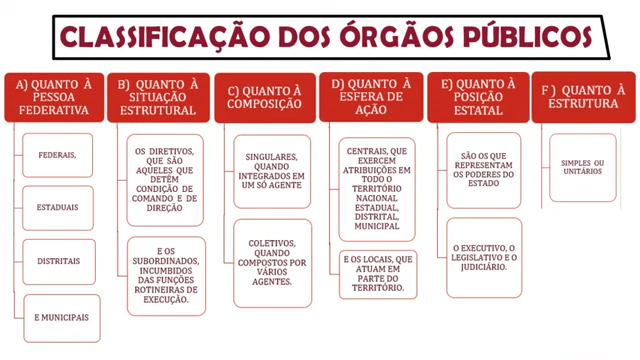 CLASSIFICAÇÃO DOS ÓRGÃOS PÚBLICOS
A) QUANTO À
PESSOA
FEDERATIVA
FEDERAIS,
ESTADUAIS
DISTRITAIS
E MUNICIPAIS
B) QUANTO À
SITUAÇÃO
ESTRUTURAL
OS DIRETIVOS,
QUE SÃO
AQUELES QUE
DETÊM
CONDIÇÃO DE
COMANDO E DE
DIREÇÃO
E OS
SUBORDINADOS,
INCUMBIDOS
DAS FUNÇÕES
ROTINEIRAS DE
EXECUÇÃO.
C) QUANTO À
COMPOSIÇÃO
SINGULARES,
QUANDO
INTEGRADOS EM
UM SÓ AGENTE
COLETIVOS,
QUANDO
COMPOSTOS POR
VÁRIOS
AGENTES.
D) QUANTO À
ESFERA DE
AÇÃO
CENTRAIS, QUE
EXERCEM
ATRIBUIÇÕES EM
TODO O
TERRITÓRIO
NACIONAL
ESTADUAL,
DISTRITAL,
MUNICIPAL
E OS LOCAIS, QUE
ATUAM EM
PARTE DO
TERRITÓRIO.
E) QUANTO À
POSIÇÃO
ESTATAL
SÃO OS QUE
REPRESENTAM
OS PODERES DO
ESTADO
O EXECUTIVO, O
LEGISLATIVO E O
JUDICIÁRIO.
F ) QUANTO À
ESTRUTURA
SIMPLES OU
UNITÁRIOS